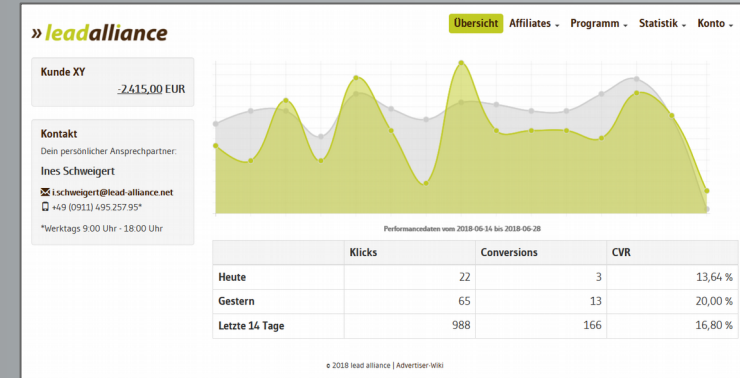 » leadalliance
Übersicht Affiliates Programm Statistik Konto
Kunde XY
-2.415,00 EUR
Kontakt
Dein persönlicher Ansprechpartner:
Ines Schweigert
i.schweigert@lead-alliance.net
+49 (0911) 495.257.95*
*Werktags 9:00 Uhr - 18:00 Uhr
Performancedaten vom 2018-06-14 bis 2018-06-28
Klicks Conversions CVR
Heute 22 3 13,64 %
Gestern 65 13 20,00 %
Letzte 14 Tage 988 166 16,80 %
© 2018 lead alliance | Advertiser-Wiki